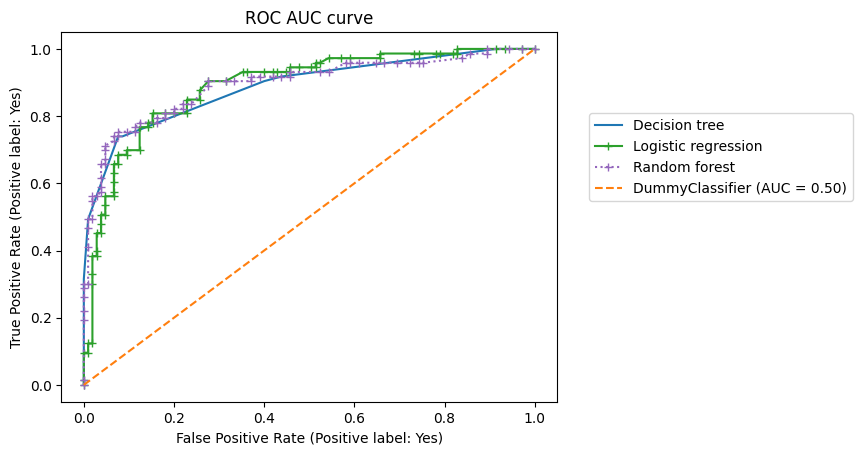 ROC AUC curve
1.0
0.8
0.6
0.4
0.2
0.0
True Positive Rate (Positive label: Yes)
0.0 0.2 0.4 0.6 0.8 1.0
False Positive Rate (Positive label: Yes)
Decision tree
Logistic regression
Random forest
DummyClassifier (AUC = 0.50)